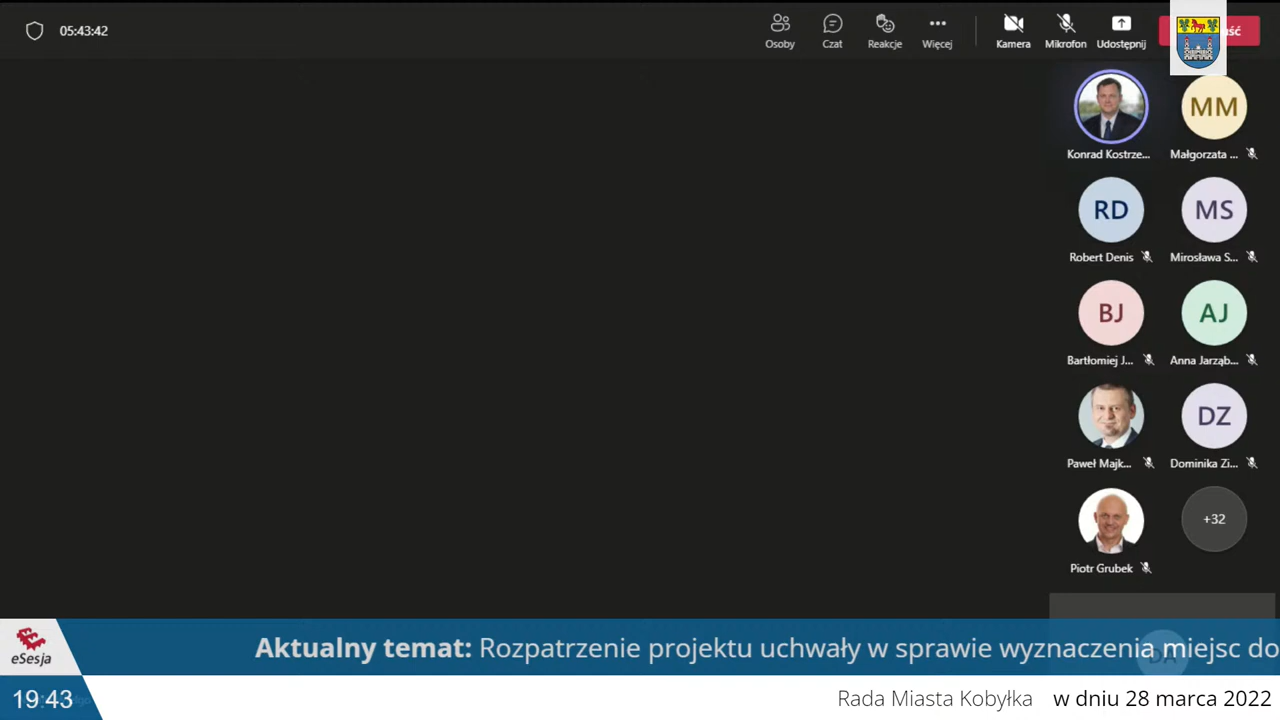 05:43:42
Osoby
Czat
Reakcje
Więcej
Kamera
Mikrofon
Udostępnij
Konrad Kostrze...
MM
Małgorzata ...
RD
Robert Denis
MS
Mirosława S...
BJ
Bartłomiej J...
AJ
Anna Jarząb...
Paweł Majk...
DZ
Dominika Zi...
Piotr Grubek
+32
DA
eSesja
Aktualny temat: Rozpatrzenie projektu uchwały w sprawie wyznaczenia miejsc do
19:43
Rada Miasta Kobyłka w dniu 28 marca 2022